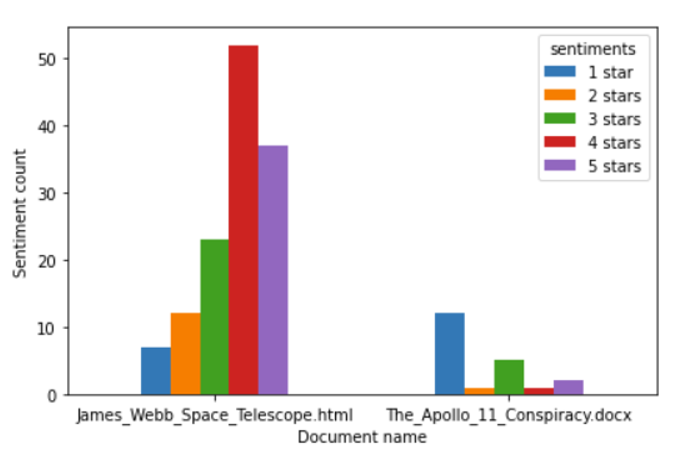 sentiments
1 star
2 stars
3 stars
4 stars
5 stars
Sentiment count
50
40
30
20
10
0
James_Webb_Space_Telescope.html The_Apollo_11_Conspiracy.docx
Document name